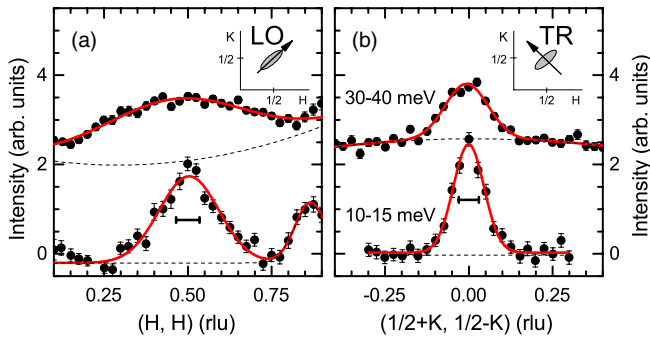 (a)
LO
K
1/2
1/2
H
(b)
TR
K
1/2
1/2
H
Intensity (arb. units)
4
2
0
30-40 meV
10-15 meV
4
2
0
Intensity (arb. units)
0.25
0.50
0.75
-0.25
0.00
0.25
(H, H) (rlu)
(1/2+K, 1/2-K) (rlu)